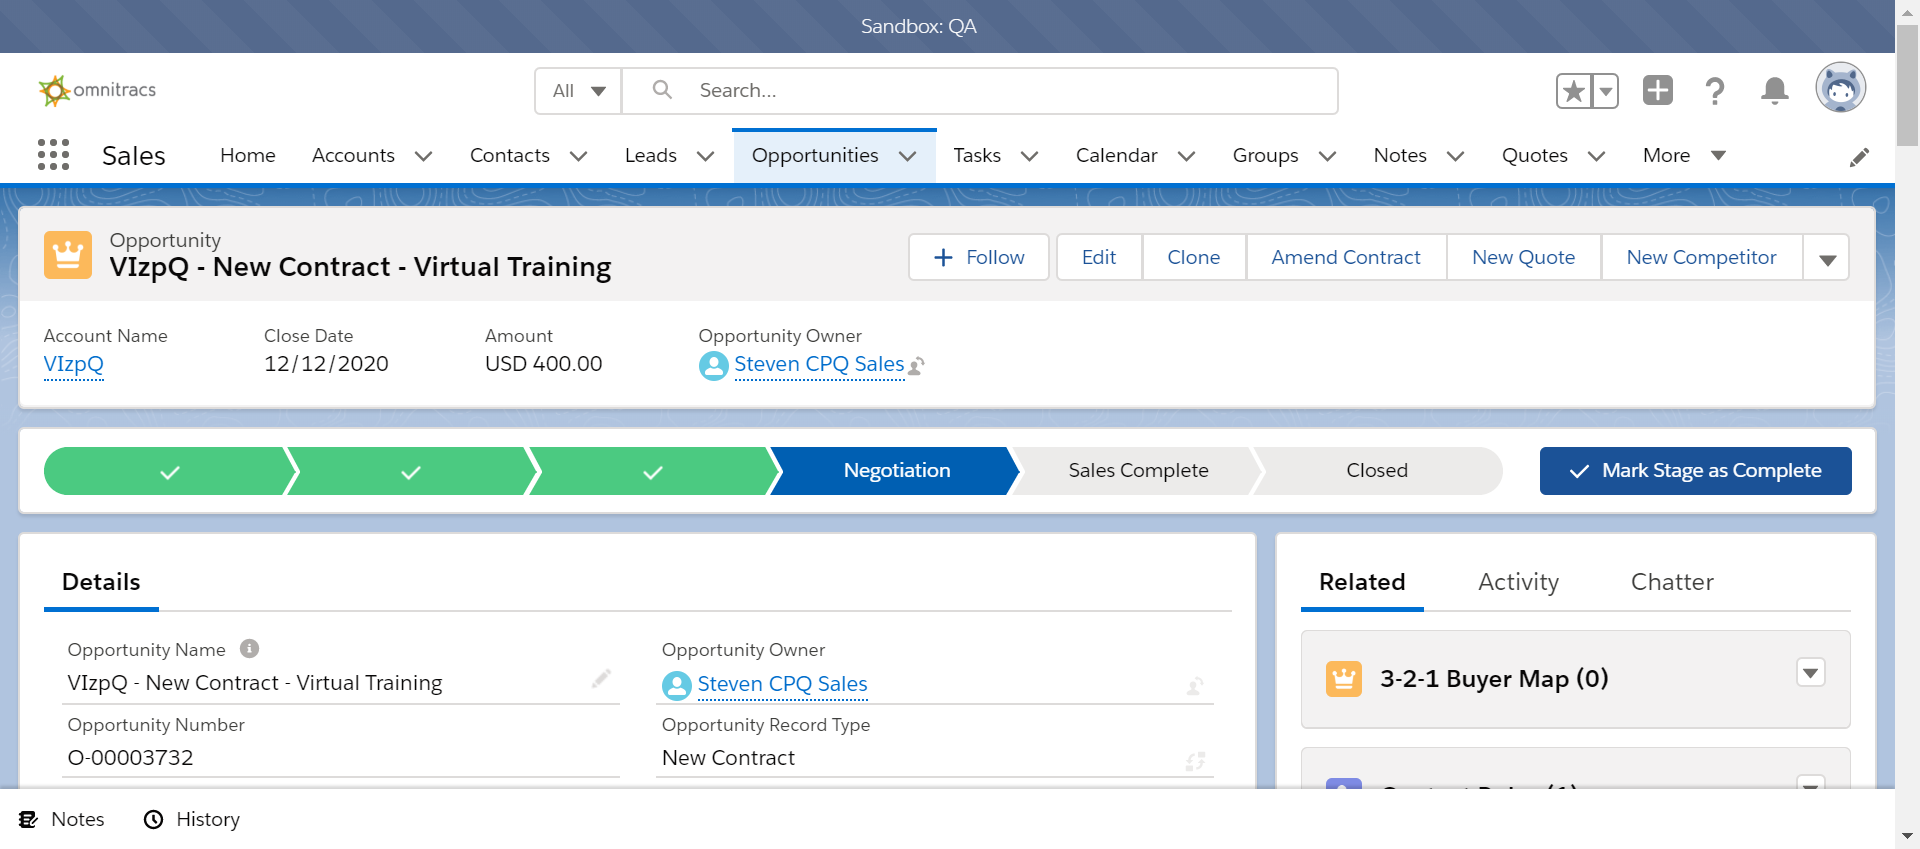 Sandbox: QA
omnitracs
All
Search...
Sales
Home
Accounts
Contacts
Leads
Opportunities
Tasks
Calendar
Groups
Notes
Quotes
More
Opportunity
VIzpQ - New Contract - Virtual Training
Follow
Edit
Clone
Amend Contract
New Quote
New Competitor
Account Name
VIzpQ
Close Date
12/12/2020
Amount
USD 400.00
Opportunity Owner
Steven CPQ Sales
Negotiation
Sales Complete
Closed
Mark Stage as Complete
Details
Opportunity Name
VIzpQ - New Contract - Virtual Training
Opportunity Owner
Steven CPQ Sales
Opportunity Number
O-00003732
Opportunity Record Type
New Contract
Related
Activity
Chatter
3-2-1 Buyer Map (0)
Notes
History